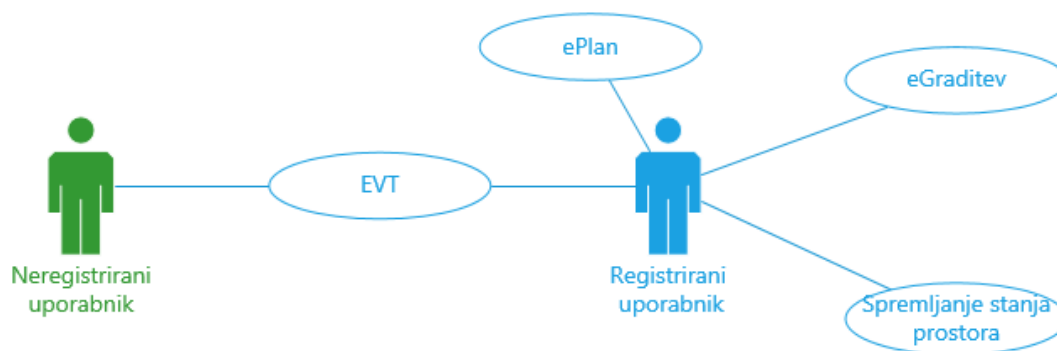 ePlan
eGraditev
EVT
Neregistrirani
uporabnik
Registrirani
uporabnik
Spremljanje stanja
prostora